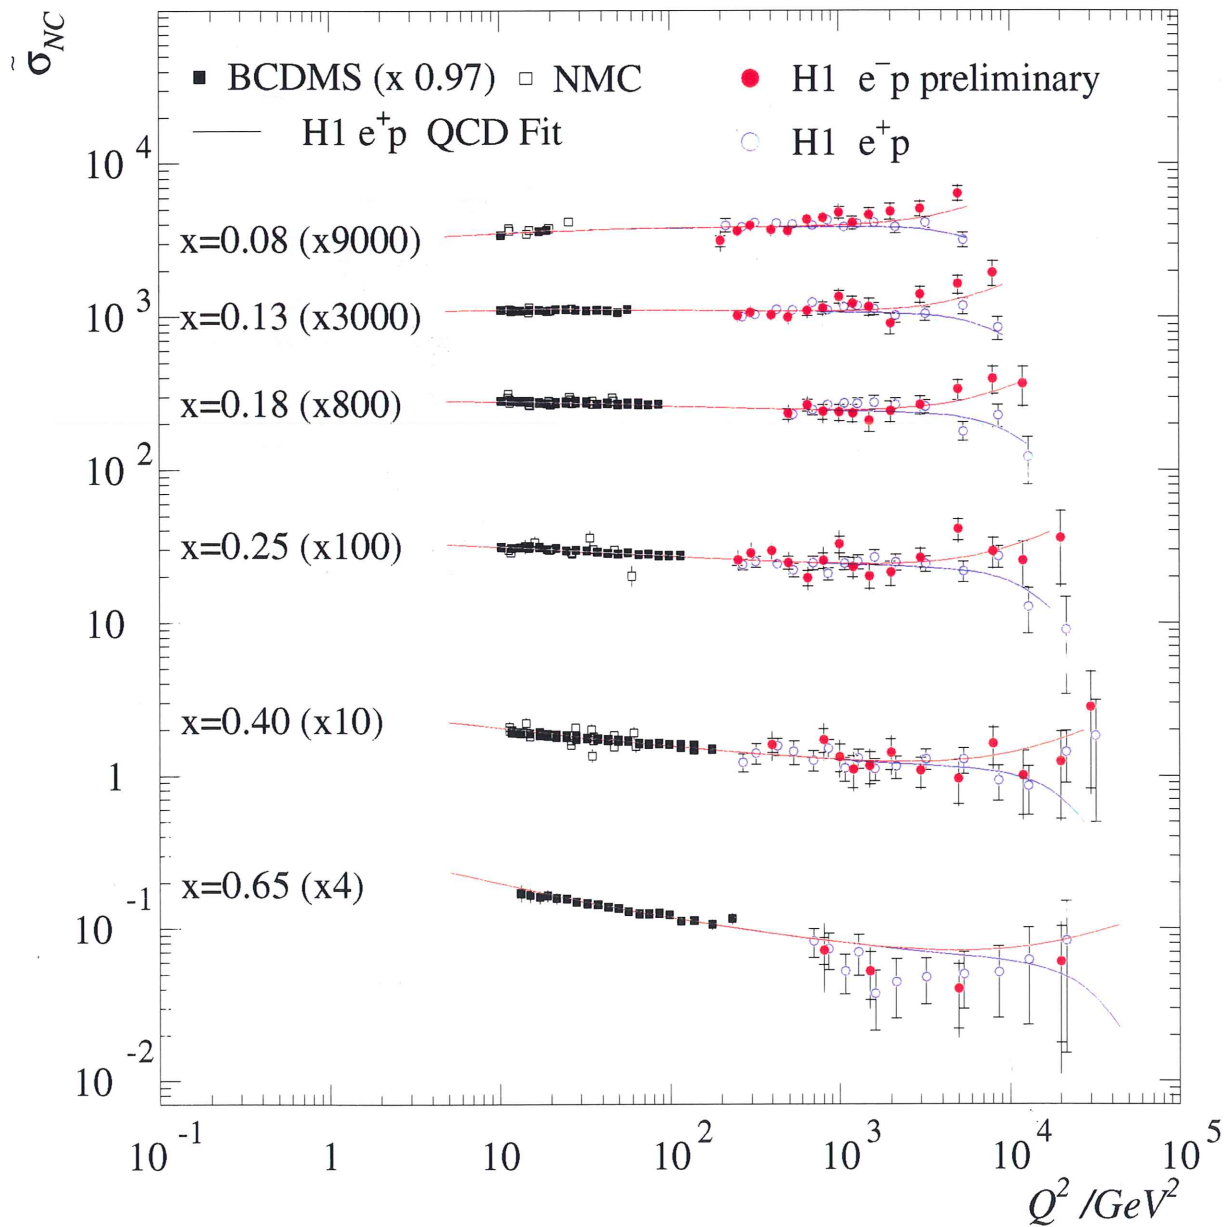 σ̃NC
■ BCDMS (x 0.97) □ NMC
H1 e⁻p preliminary
H1 e⁺p QCD Fit
H1 e⁺p
10⁴
x=0.08 (x9000)
10³
x=0.13 (x3000)
x=0.18 (x800)
10²
x=0.25 (x100)
10
x=0.40 (x10)
1
x=0.65 (x4)
10⁻¹
10⁻²
10⁻¹ 1 10 10² 10³ 10⁴ 10⁵
Q² /GeV²